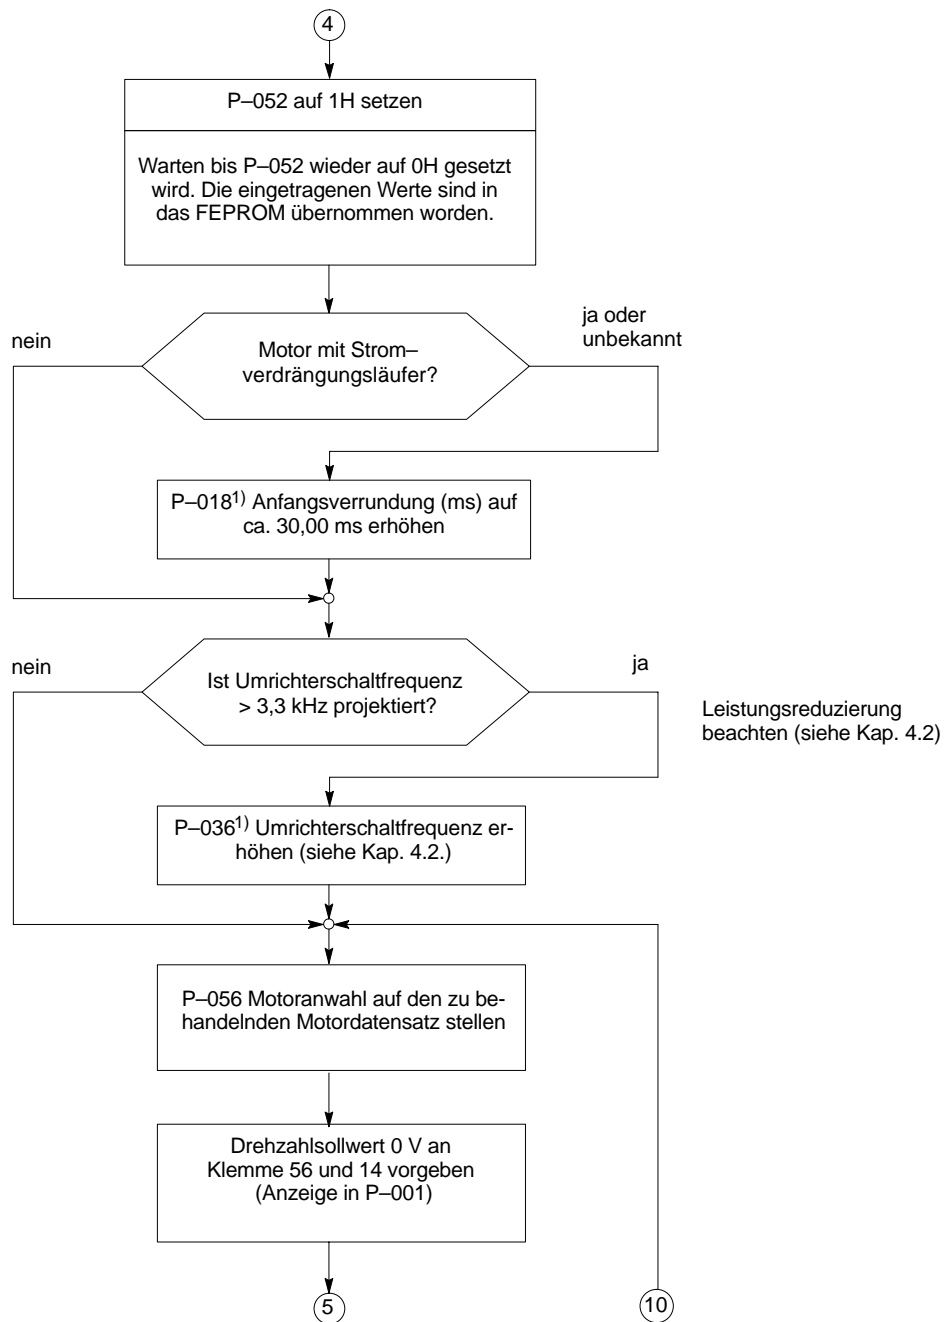 4
P–052 auf 1H setzen
Warten bis P–052 wieder auf 0H gesetzt
wird. Die eingetragenen Werte sind in
das FEPROM übernommen worden.
nein
Motor mit Strom–
verdrängungsläufer?
ja oder
unbekannt
P–018¹⁾ Anfangsverrundung (ms) auf
ca. 30,00 ms erhöhen
nein
Ist Umrichterschaltfrequenz
> 3,3 kHz projektiert?
ja
Leistungsreduzierung
beachten (siehe Kap. 4.2)
P–036¹⁾ Umrichterschaltfrequenz er-
höhen (siehe Kap. 4.2.)
P–056 Motoranwahl auf den zu be-
handelnden Motordatensatz stellen
Drehzahlsollwert 0 V an
Klemme 56 und 14 vorgeben
(Anzeige in P–001)
5
10